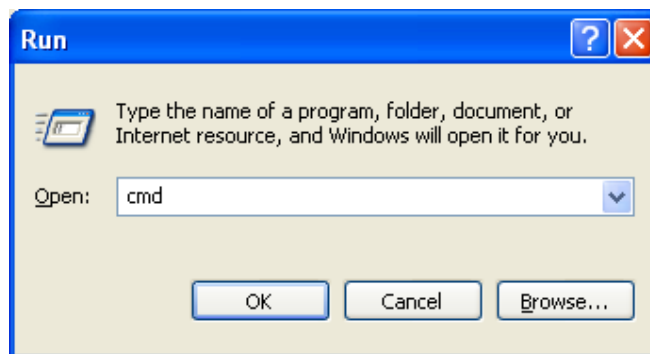 Run
Type the name of a program, folder, document, or
Internet resource, and Windows will open it for you.
Open: cmd
OK Cancel Browse...